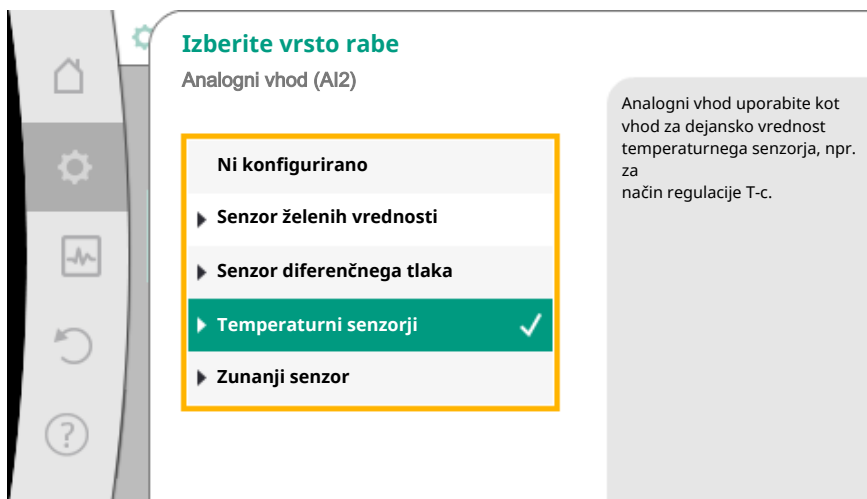 Izberite vrsto rabe
Analogni vhod (AI2)
Ni konfigurirano
Senzor želenih vrednosti
Senzor diferenčnega tlaka
Temperaturni senzorji
Zunanji senzor
Analogni vhod uporabite kot
vhod za dejansko vrednost
temperaturnega senzorja, npr.
za
način regulacije T-c.
?